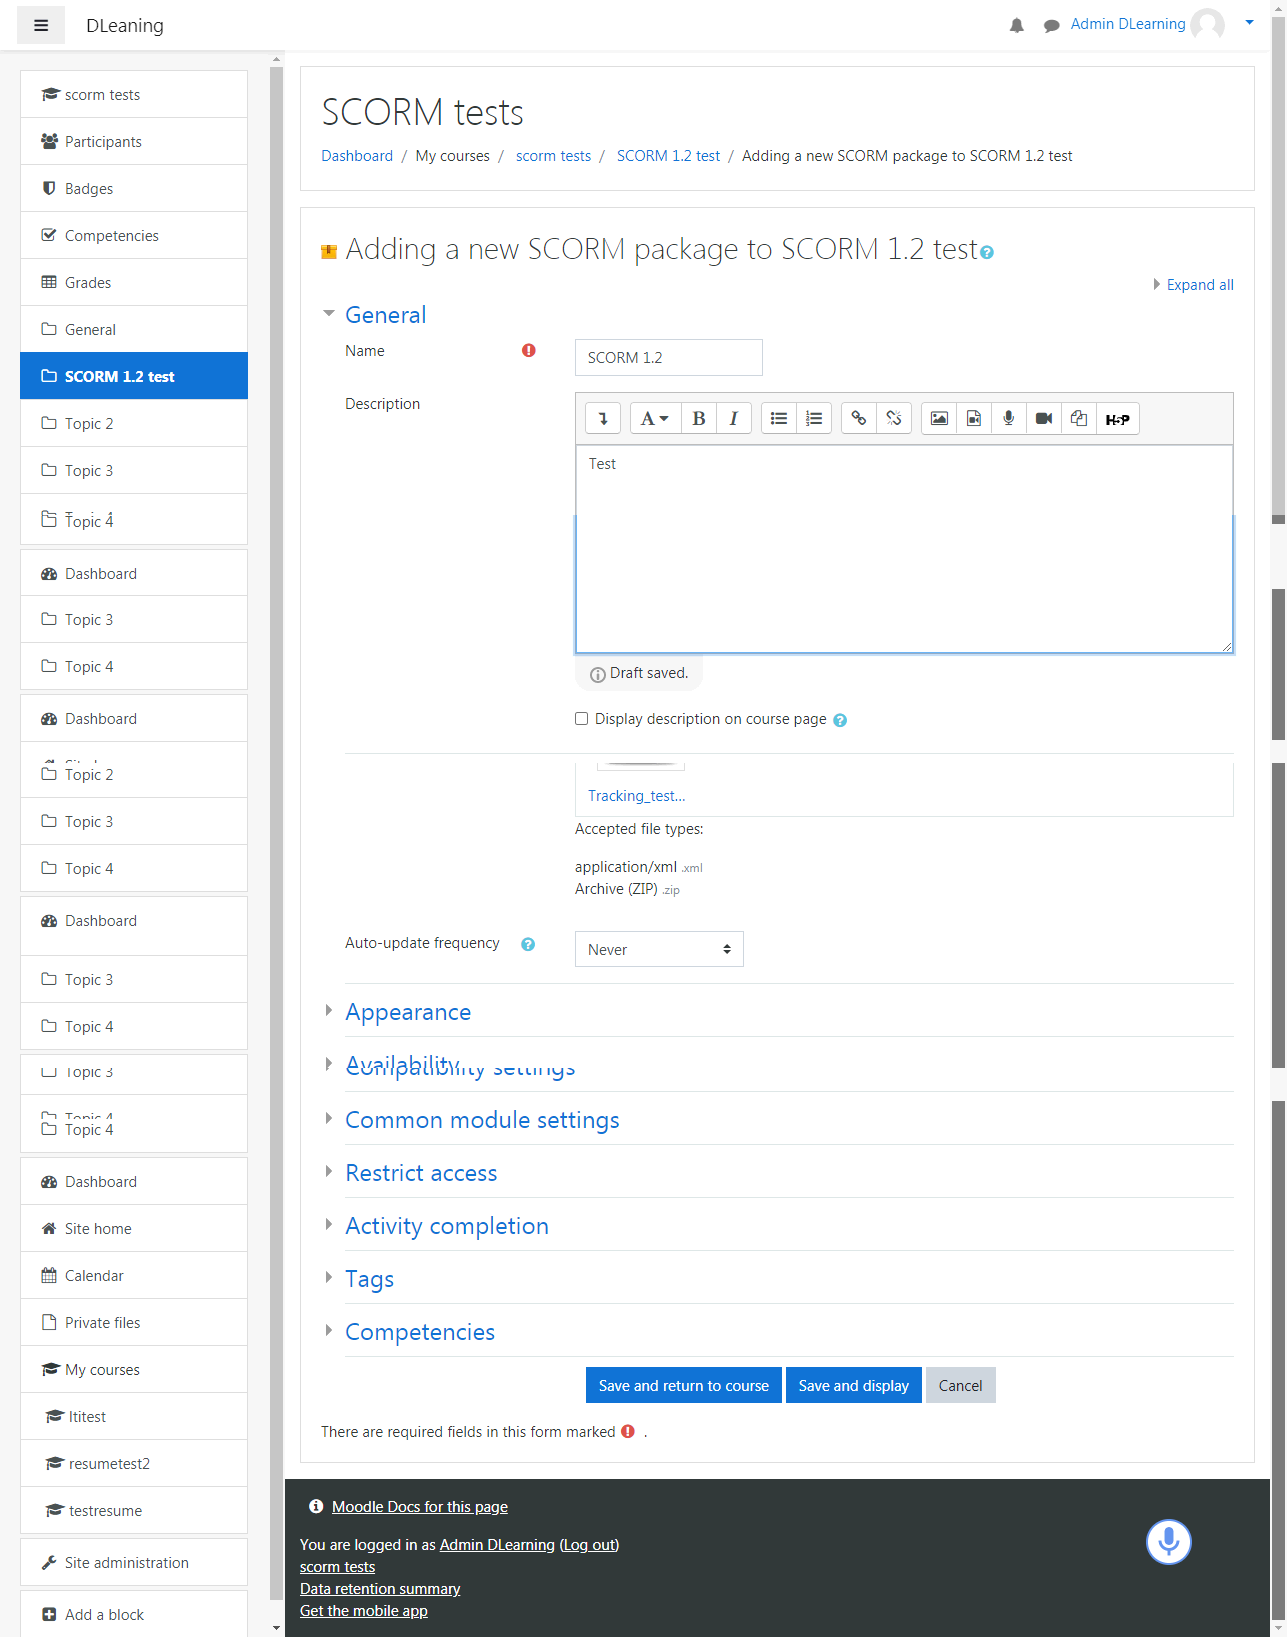 DLeaning
Admin DLearning
scorm tests
Participants
Badges
Competencies
Grades
General
SCORM 1.2 test
Topic 2
Topic 3
Topic 4
Dashboard
Topic 3
Topic 4
Dashboard
Topic 2
Topic 3
Topic 4
Dashboard
Topic 3
Topic 4
Topic 3
Topic 4
Topic 4
Dashboard
Site home
Calendar
Private files
My courses
ltitest
resumetest2
testresume
Site administration
Add a block
SCORM tests
Dashboard / My courses / scorm tests / SCORM 1.2 test / Adding a new SCORM package to SCORM 1.2 test
Adding a new SCORM package to SCORM 1.2 test
Expand all
General
Name
SCORM 1.2
Description
A B I
H5P
Test
Draft saved.
Display description on course page
Tracking_test...
Accepted file types:
application/xml .xml
Archive (ZIP) .zip
Auto-update frequency
Never
Appearance
Availability
Compatibility settings
Common module settings
Restrict access
Activity completion
Tags
Competencies
Save and return to course
Save and display
Cancel
There are required fields in this form marked .
Moodle Docs for this page
You are logged in as Admin DLearning (Log out)
scorm tests
Data retention summary
Get the mobile app